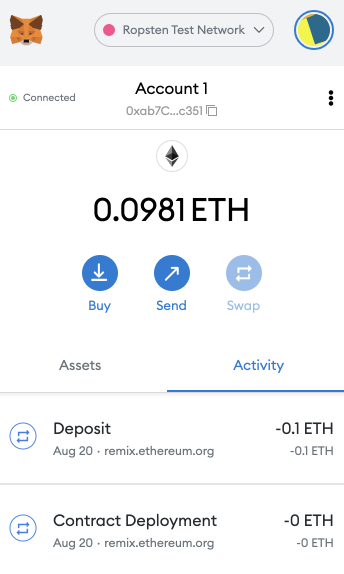 Ropsten Test Network
Connected
Account 1
0xab7C...c351
0.0981 ETH
Buy
Send
Swap
Assets
Activity
Deposit
-0.1 ETH
Aug 20 · remix.ethereum.org
-0.1 ETH
Contract Deployment
-0 ETH
Aug 20 · remix.ethereum.org
-0 ETH